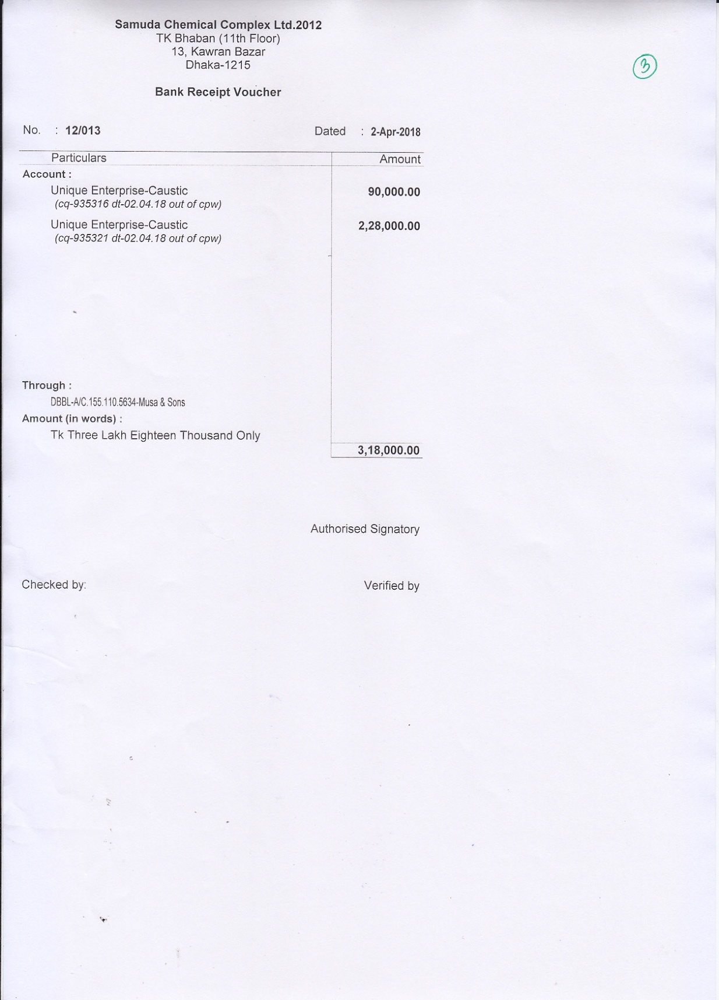 Samuda Chemical Complex Ltd.2012
TK Bhaban (11th Floor)
13, Kawran Bazar
Dhaka-1215
3
Bank Receipt Voucher
No. : 12/013 Dated : 2-Apr-2018
Particulars Amount
Account :
Unique Enterprise-Caustic 90,000.00
(cq-935316 dt-02.04.18 out of cpw)
Unique Enterprise-Caustic 2,28,000.00
(cq-935321 dt-02.04.18 out of cpw)
Through :
DBBL-A/C.155.110.5634-Musa & Sons
Amount (in words) :
Tk Three Lakh Eighteen Thousand Only
3,18,000.00
Authorised Signatory
Checked by: Verified by